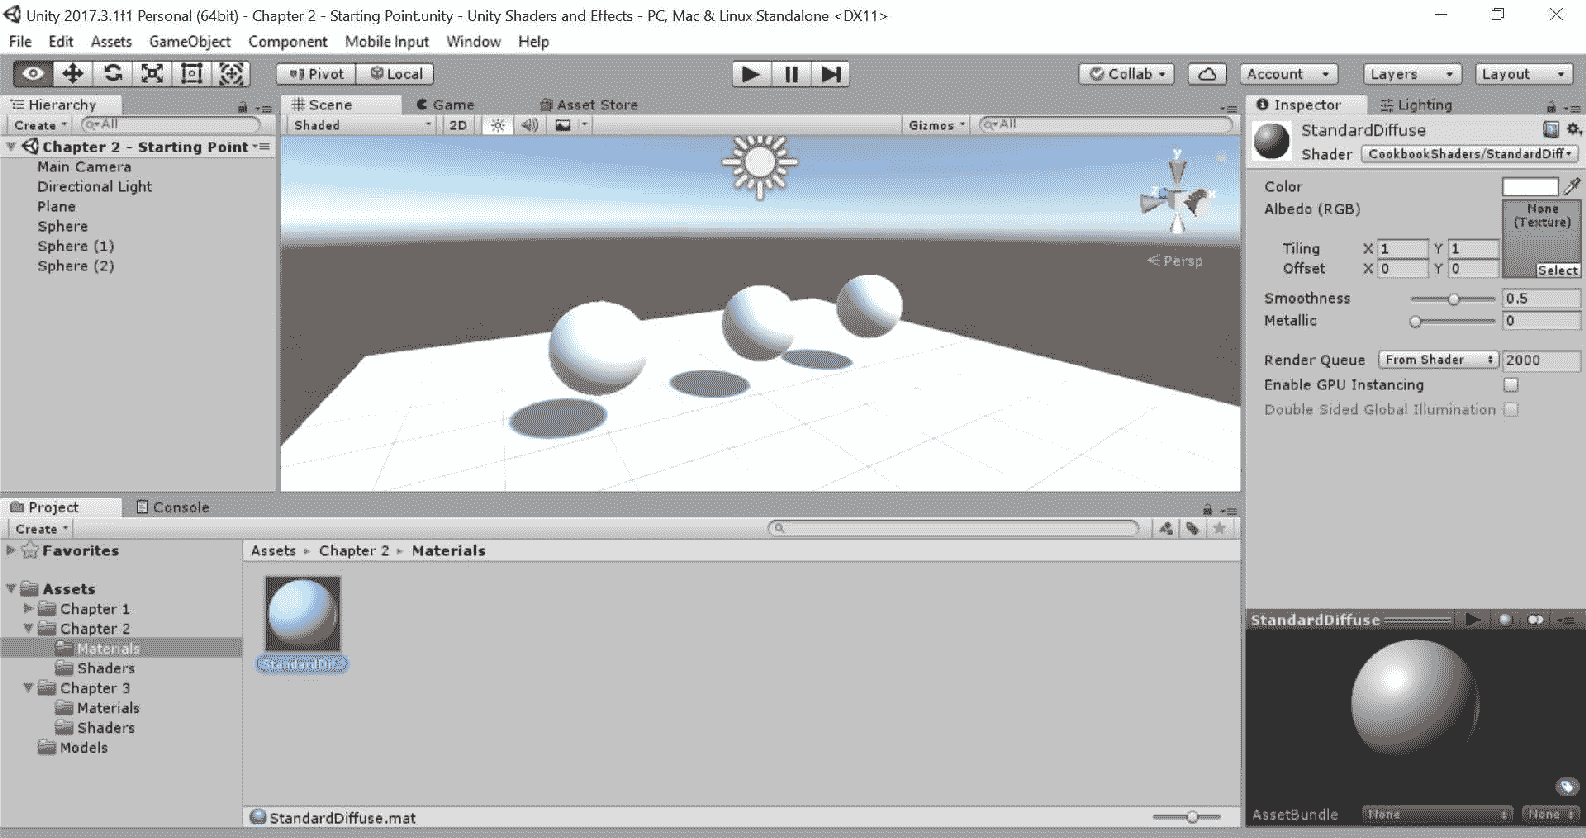 Unity 2017.3.1f1 Personal (64bit) - Chapter 2 - Starting Point.unity - Unity Shaders and Effects - PC, Mac & Linux Standalone <DX11>
File Edit Assets GameObject Component Mobile Input Window Help
Pivot Local Collab Account Layers Layout
Hierarchy
Create All
Chapter 2 - Starting Point
Main Camera
Directional Light
Plane
Sphere
Sphere (1)
Sphere (2)
Scene Game Asset Store
Shaded 2D Gizmos All
y
x
z
Persp
Inspector Lighting
StandardDiffuse
Shader CookbookShaders/StandardDiff
Color
Albedo (RGB) None
(Texture)
Tiling X 1 Y 1
Offset X 0 Y 0
Select
Smoothness 0.5
Metallic 0
Render Queue From Shader 2000
Enable GPU Instancing
Double Sided Global Illumination
Project Console
Create
Favorites
Assets
Chapter 1
Chapter 2
Materials
Shaders
Chapter 3
Materials
Shaders
Models
Assets Chapter 2 Materials
StandardDif...
StandardDiffuse.mat
StandardDiffuse
AssetBundle None None